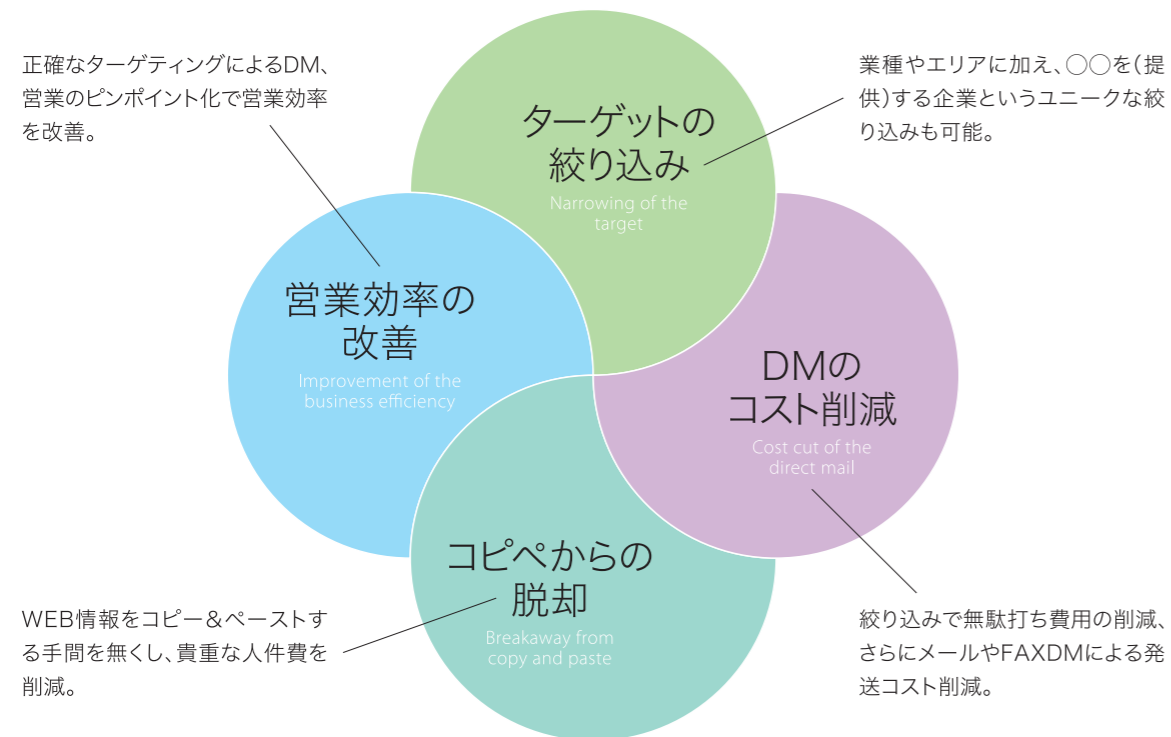 正確なターゲティングによるDM、
営業のピンポイント化で営業効率
を改善。
業種やエリアに加え、○○を(提
供)する企業というユニークな絞
り込みも可能。
ターゲットの
絞り込み
Narrowing of the
target
営業効率の
改善
Improvement of the
business efficiency
DMの
コスト削減
Cost cut of the
direct mail
コピペからの
脱却
Breakaway from
copy and paste
WEB情報をコピー&ペーストす
る手間を無くし、貴重な人件費を
削減。
絞り込みで無駄打ち費用の削減、
さらにメールやFAXDMによる発
送コスト削減。